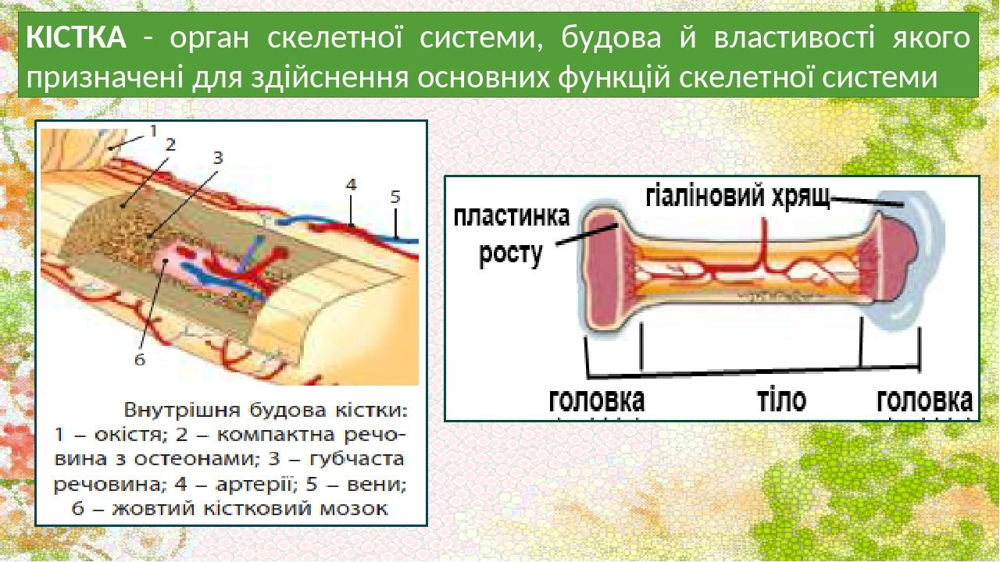 КІСТКА - орган скелетної системи, будова й властивості якого
призначені для здійснення основних функцій скелетної системи
1
2
3
4
5
6
Внутрішня будова кістки:
1 – окістя; 2 – компактна речо-
вина з остеонами; 3 – губчаста
речовина; 4 – артерії; 5 – вени;
6 – жовтий кістковий мозок
гіаліновий хрящ
пластинка
росту
головка тіло головка